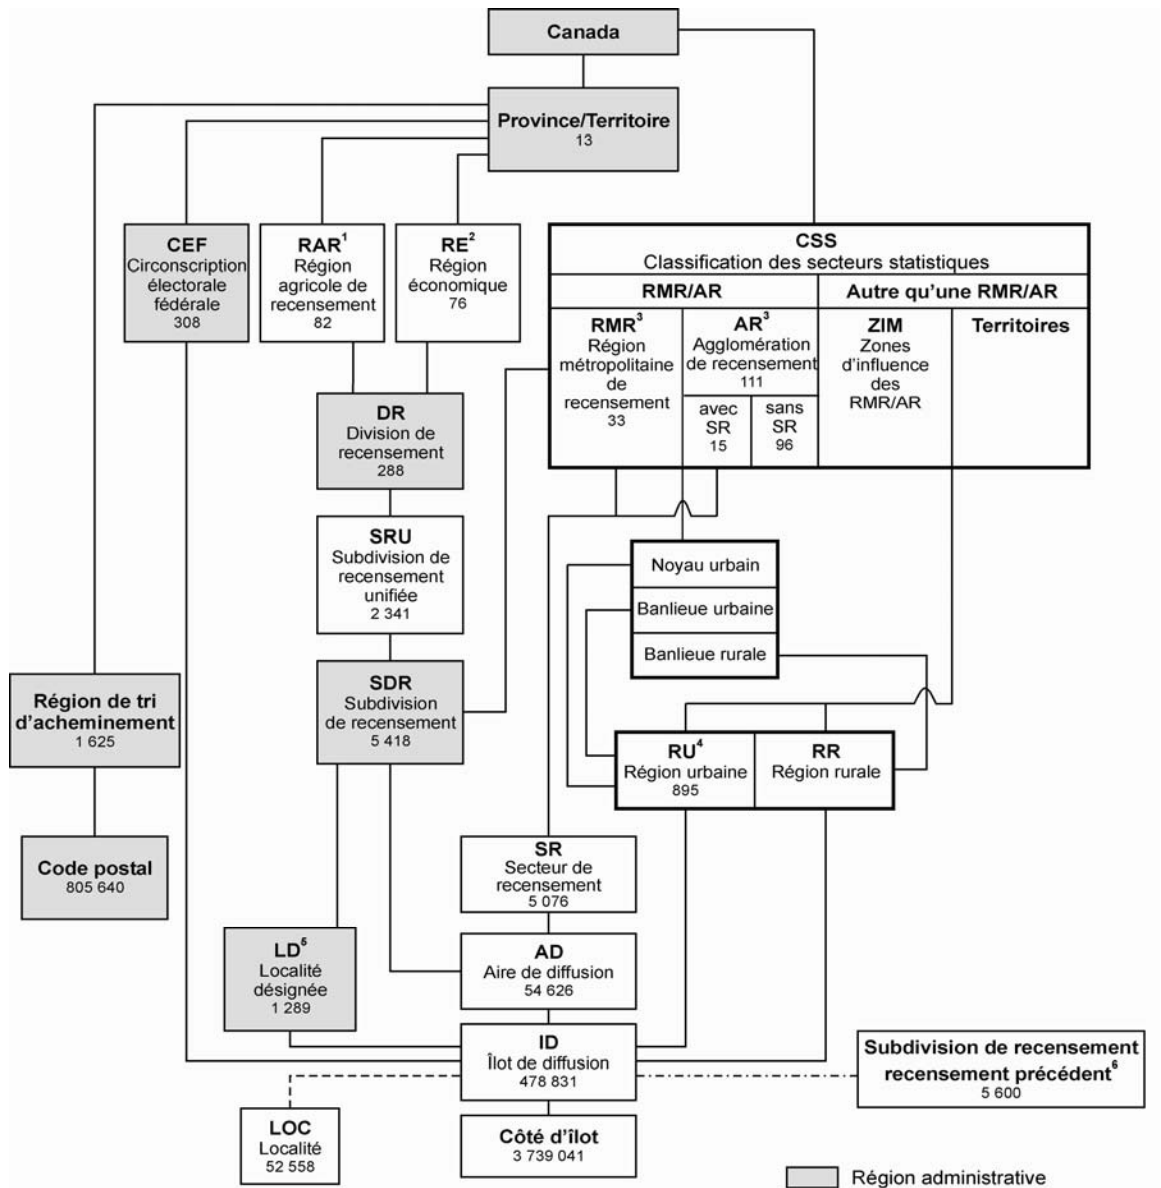 Canada
Province/Territoire
13
CEF
Circonscription
électorale
fédérale
308
RAR1
Région
agricole de
recensement
82
RE2
Région
économique
76
CSS
Classification des secteurs statistiques
RMR/AR
Autre qu'une RMR/AR
RMR3
Région
métropolitaine
de
recensement
33
AR3
Agglomération
de recensement
111
avec
SR
15
sans
SR
96
ZIM
Zones
d'influence
des
RMR/AR
Territoires
DR
Division de
recensement
288
SRU
Subdivision de
recensement
unifiée
2 341
Noyau urbain
Banlieue urbaine
Banlieue rurale
SDR
Subdivision
de recensement
5 418
Région de tri
d'acheminement
1 625
RU4
Région urbaine
895
RR
Région rurale
Code postal
805 640
SR
Secteur de
recensement
5 076
LD5
Localité
désignée
1 289
AD
Aire de diffusion
54 626
ID
Îlot de diffusion
478 831
Subdivision de recensement
recensement précédent6
5 600
LOC
Localité
52 558
Côté d'îlot
3 739 041
Région administrative